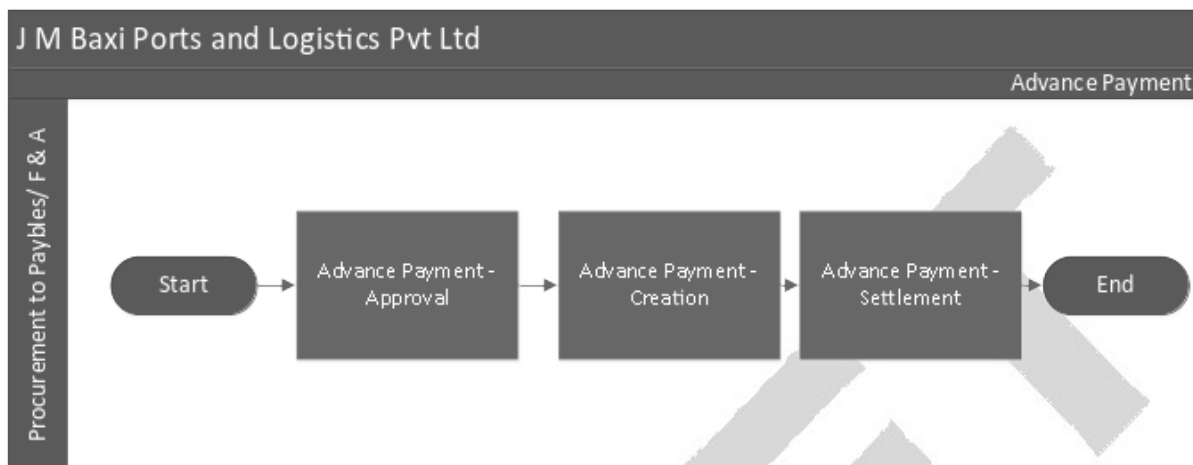 J M Baxi Ports and Logistics Pvt Ltd
Advance Payment
Procurement to Paybles/ F & A
Start
Advance Payment -
Approval
Advance Payment -
Creation
Advance Payment -
Settlement
End